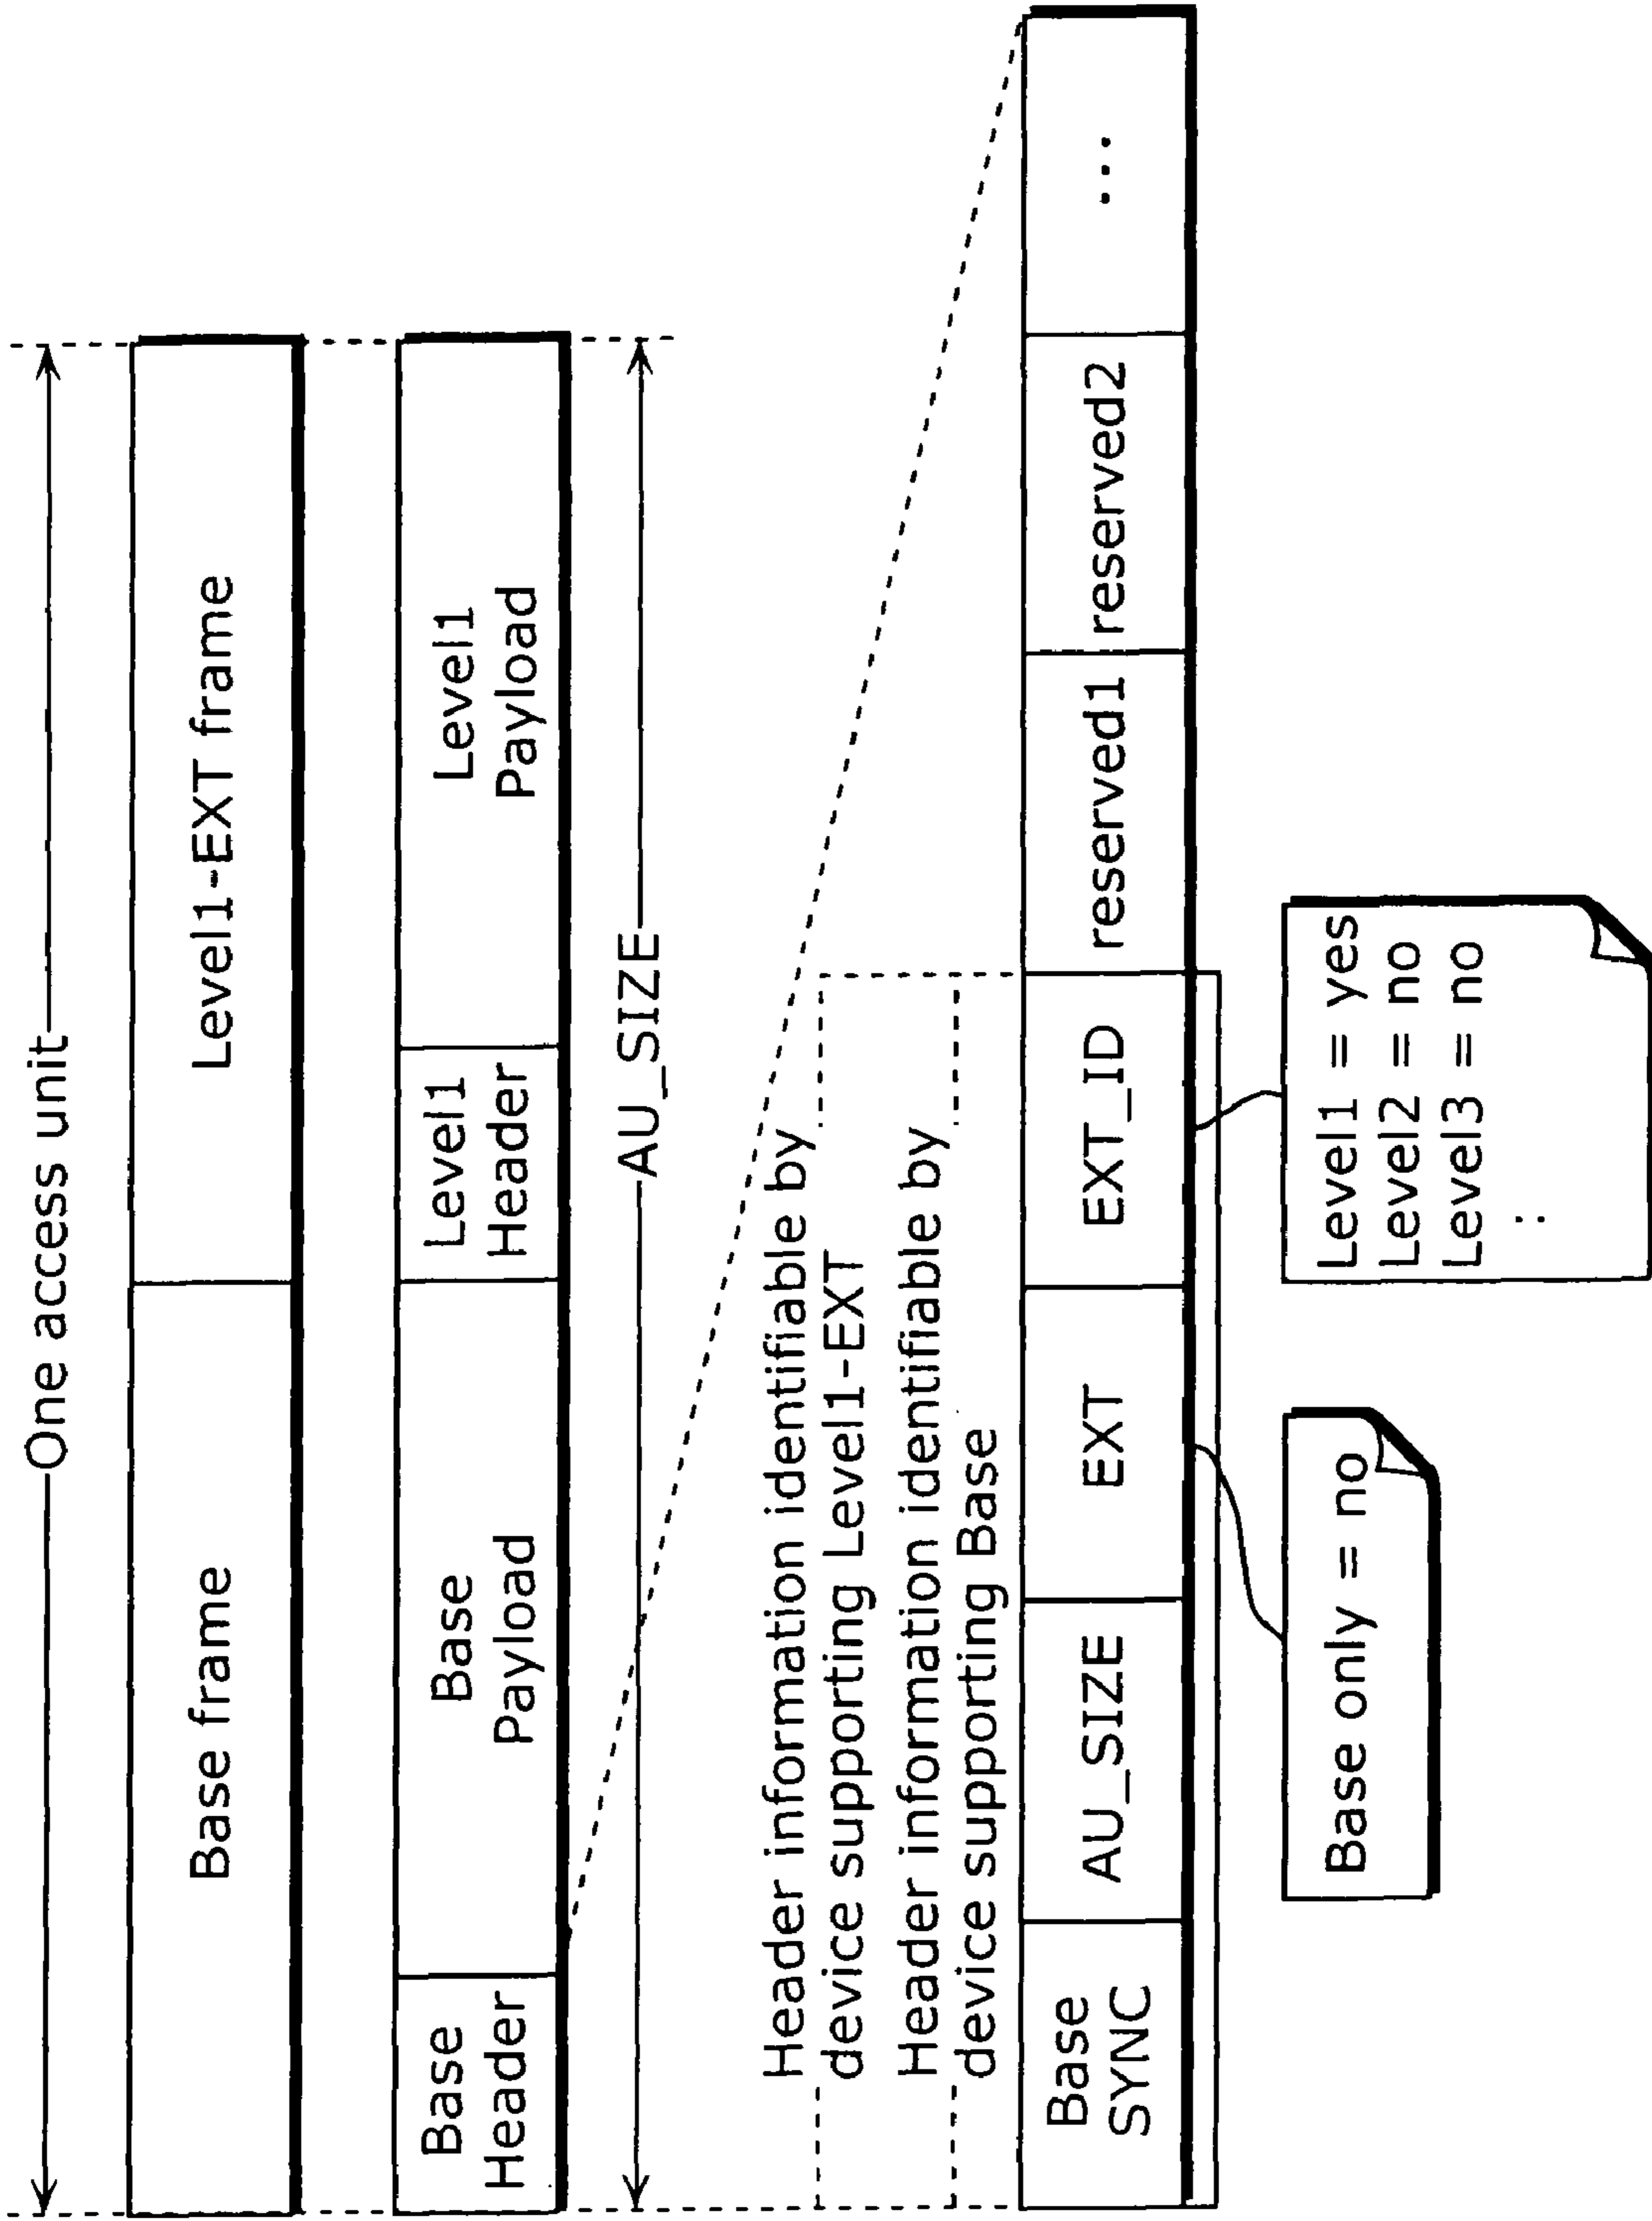 One access unit
Base frame
Level1-EXT frame
Base
Header
Base
Payload
Level1
Header
Level1
Payload
AU_SIZE
Header information identifiable by
device supporting Level1-EXT
Header information identifiable by
device supporting Base
Base
SYNC
AU_SIZE
EXT
EXT_ID
reserved1
reserved2
...
Base only = no
Level1 = yes
Level2 = no
Level3 = no
: